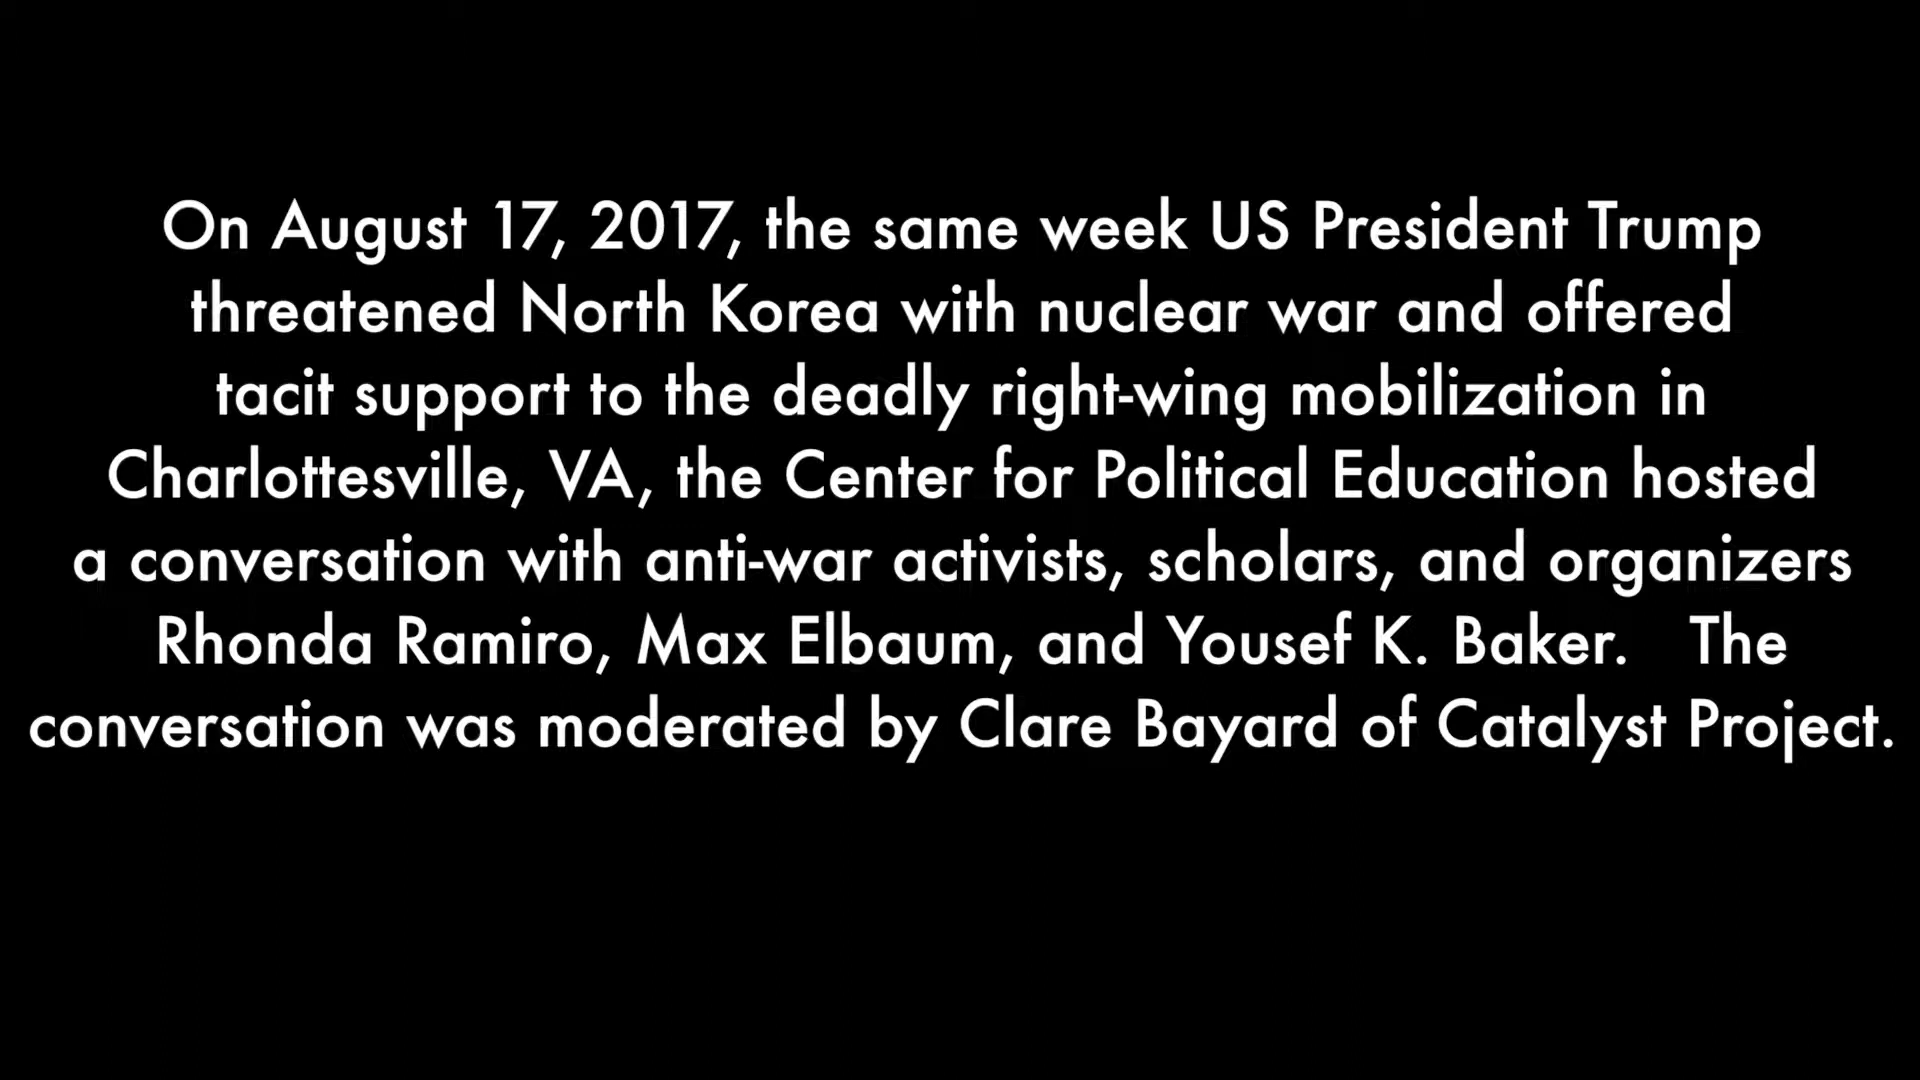 On August 17, 2017, the same week US President Trump
threatened North Korea with nuclear war and offered
tacit support to the deadly right-wing mobilization in
Charlottesville, VA, the Center for Political Education hosted
a conversation with anti-war activists, scholars, and organizers
Rhonda Ramiro, Max Elbaum, and Yousef K. Baker.   The
conversation was moderated by Clare Bayard of Catalyst Project.